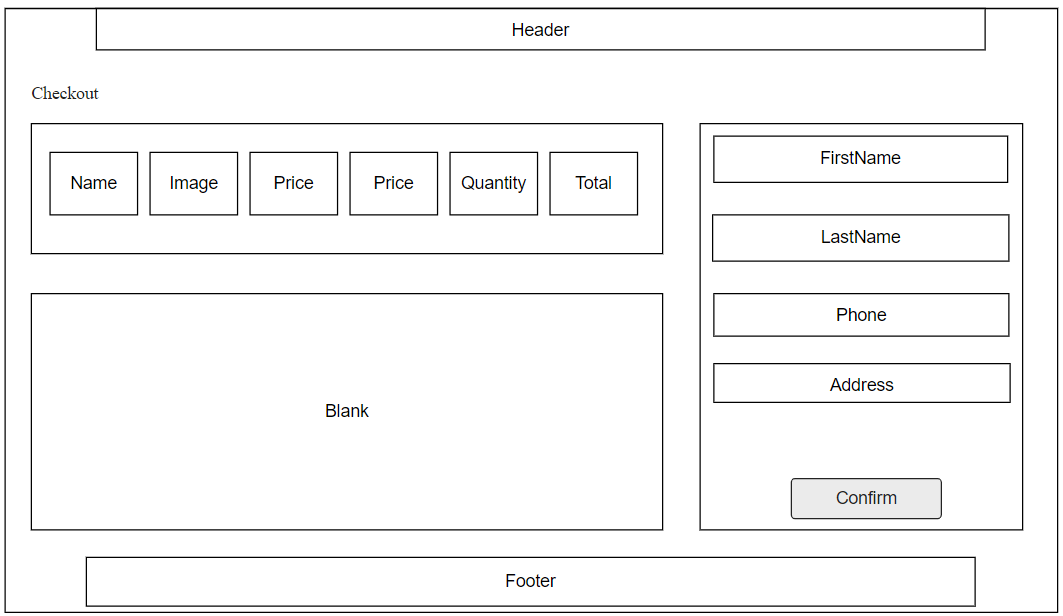 Header
Checkout
Name Image Price Price Quantity Total
Blank
FirstName
LastName
Phone
Address
Confirm
Footer